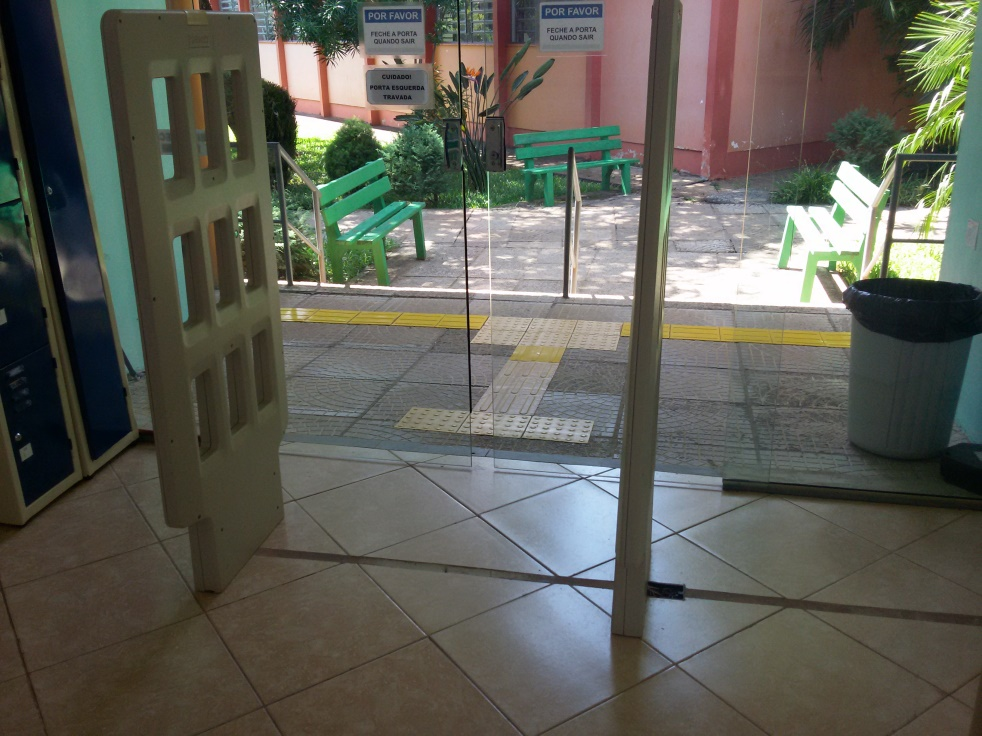 POR FAVOR
FECHE A PORTA
QUANDO SAIR
CUIDADO!
PORTA ESQUERDA
TRAVADA
POR FAVOR
FECHE A PORTA
QUANDO SAIR